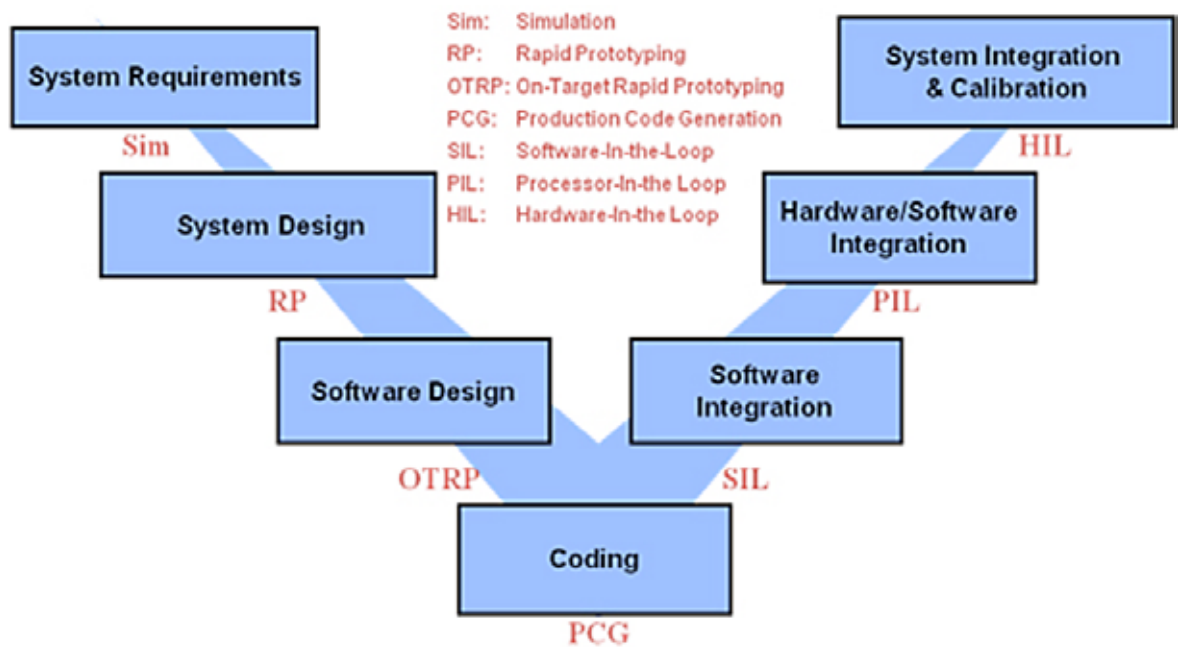 System Requirements
Sim
System Design
RP
Software Design
OTRP
Coding
PCG
Sim: Simulation
RP: Rapid Prototyping
OTRP: On-Target Rapid Prototyping
PCG: Production Code Generation
SIL: Software-In-the-Loop
PIL: Processor-In-the Loop
HIL: Hardware-In-the Loop
System Integration
& Calibration
HIL
Hardware/Software
Integration
PIL
Software
Integration
SIL